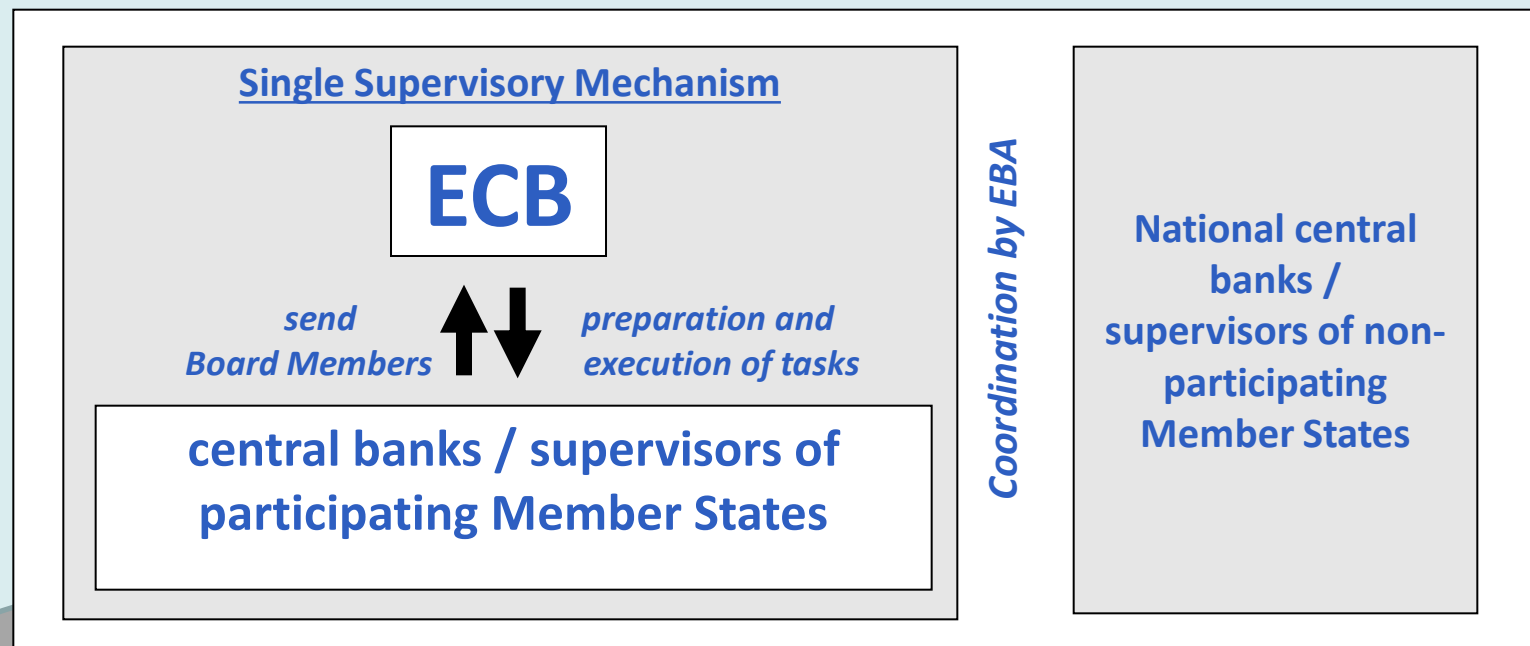 Single Supervisory Mechanism
ECB
send
Board Members
preparation and
execution of tasks
central banks / supervisors of
participating Member States
Coordination by EBA
National central
banks /
supervisors of non-
participating
Member States